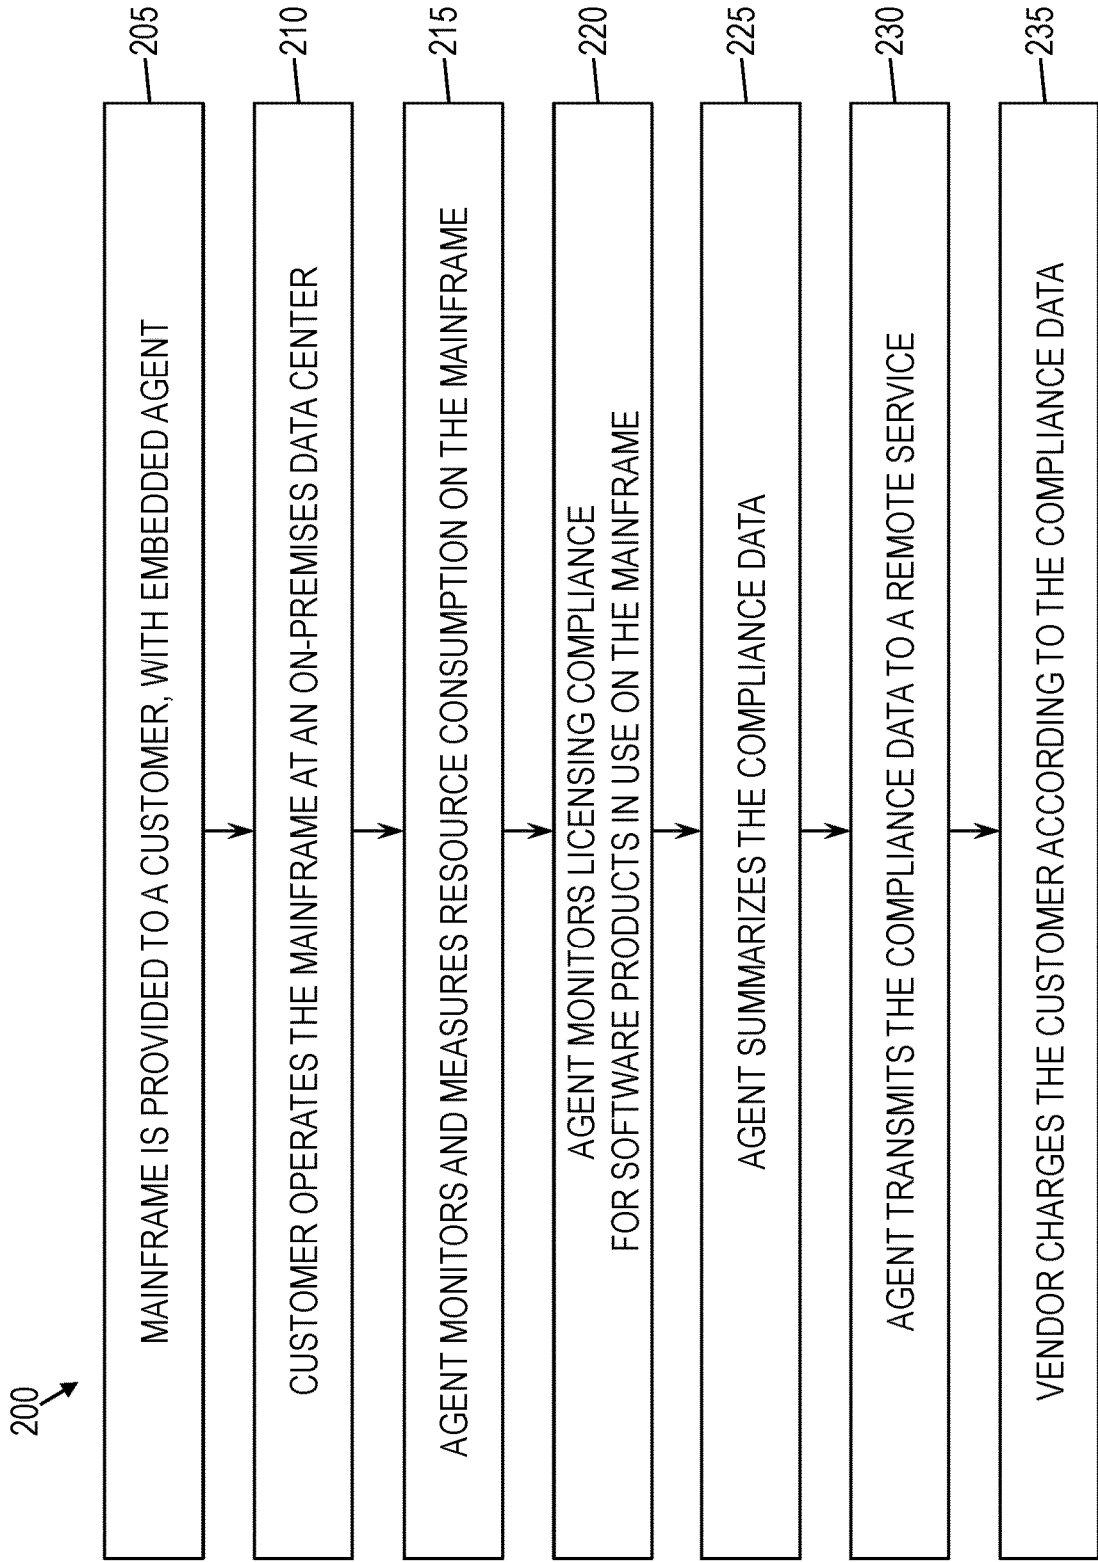 200
MAINFRAME IS PROVIDED TO A CUSTOMER, WITH EMBEDDED AGENT
205
CUSTOMER OPERATES THE MAINFRAME AT AN ON-PREMISES DATA CENTER
210
AGENT MONITORS AND MEASURES RESOURCE CONSUMPTION ON THE MAINFRAME
215
AGENT MONITORS LICENSING COMPLIANCE
FOR SOFTWARE PRODUCTS IN USE ON THE MAINFRAME
220
AGENT SUMMARIZES THE COMPLIANCE DATA
225
AGENT TRANSMITS THE COMPLIANCE DATA TO A REMOTE SERVICE
230
VENDOR CHARGES THE CUSTOMER ACCORDING TO THE COMPLIANCE DATA
235